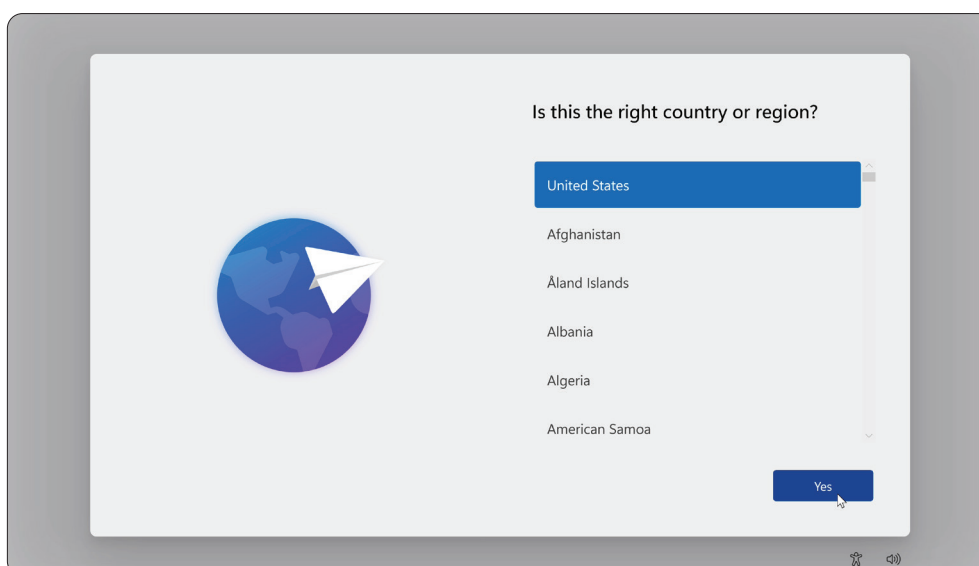 Is this the right country or region?
United States
Afghanistan
Åland Islands
Albania
Algeria
American Samoa
Yes